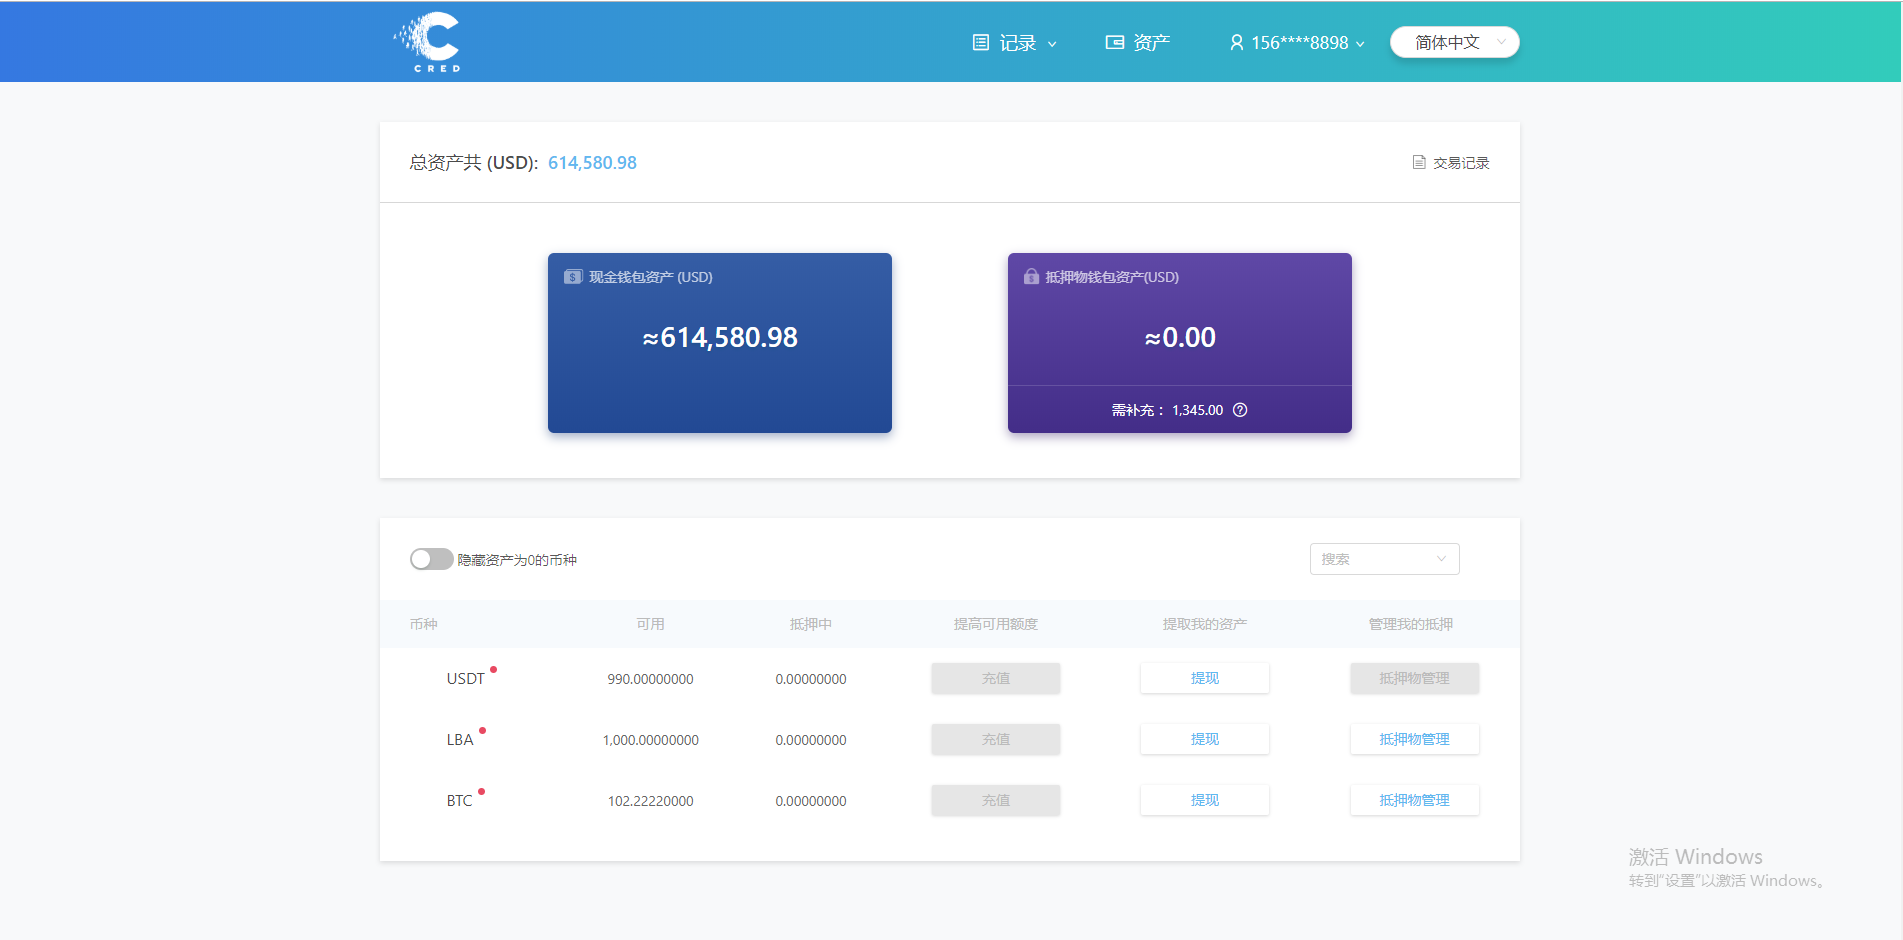 CRED
记录
资产
156****8898
简体中文
总资产共 (USD): 614,580.98
交易记录
现金钱包资产 (USD)
≈614,580.98
抵押物钱包资产(USD)
≈0.00
需补充： 1,345.00
隐藏资产为0的币种
搜索
币种 可用 抵押中 提高可用额度 提取我的资产 管理我的抵押
USDT 990.00000000 0.00000000 充值 提现 抵押物管理
LBA 1,000.00000000 0.00000000 充值 提现 抵押物管理
BTC 102.22220000 0.00000000 充值 提现 抵押物管理
激活 Windows
转到"设置"以激活 Windows。